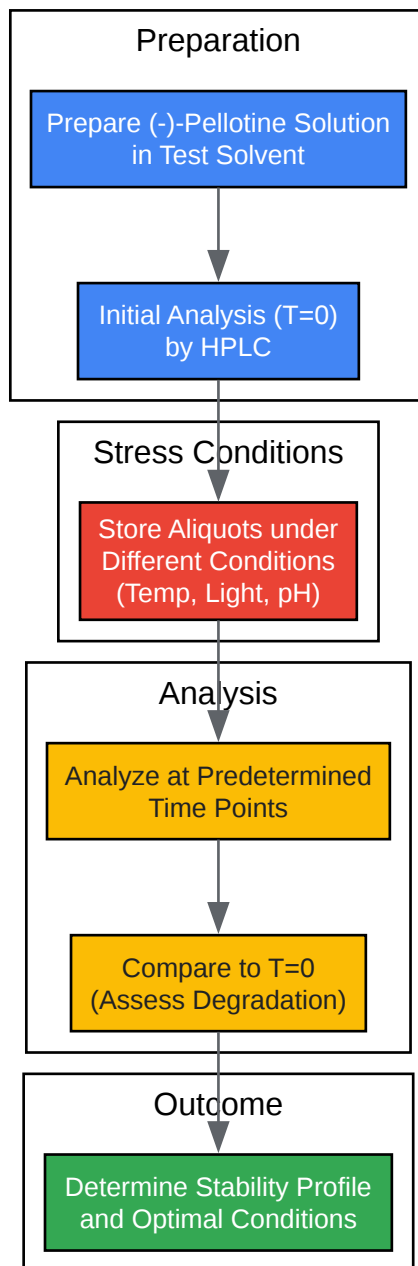 Preparation
Prepare (-)-Pellotine Solution
in Test Solvent
Initial Analysis (T=0)
by HPLC
Stress Conditions
Store Aliquots under
Different Conditions
(Temp, Light, pH)
Analysis
Analyze at Predetermined
Time Points
Compare to T=0
(Assess Degradation)
Outcome
Determine Stability Profile
and Optimal Conditions